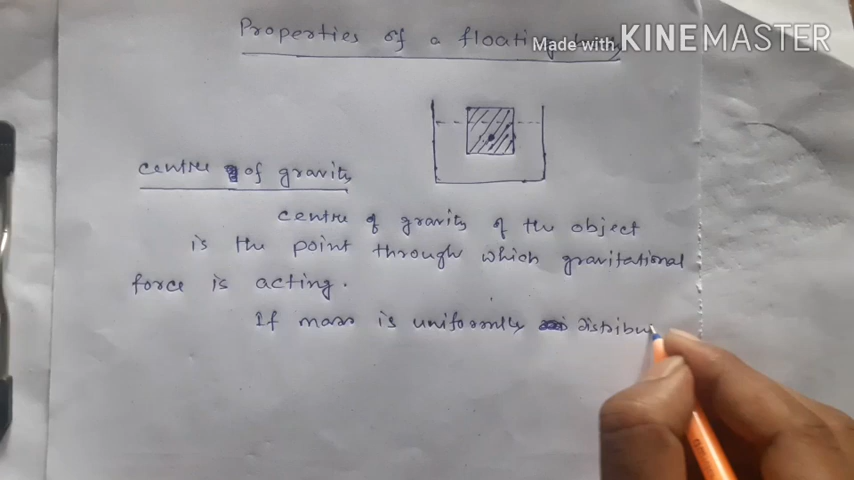 Properties of a floating
Made with KINEMASTER
centre of gravity
centre of gravity of the object
is the point through which gravitational
force is acting.
If mass is uniformly distribu